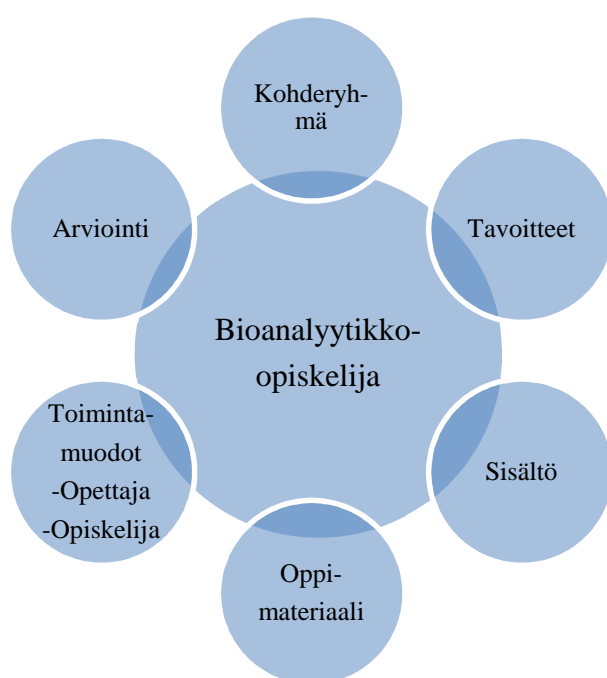 Kohderyh-
mä
Arviointi
Tavoitteet
Bioanalyytikko-
opiskelija
Toiminta-
muodot
-Opettaja
-Opiskelija
Sisältö
Oppi-
materiaali